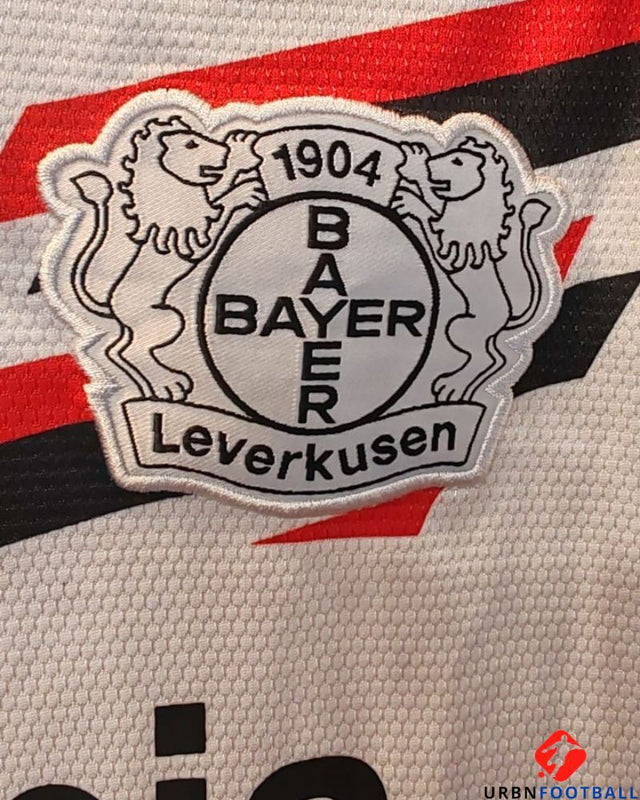 1904
BAYER
BAYER
Leverkusen
URBNFOOTBALL